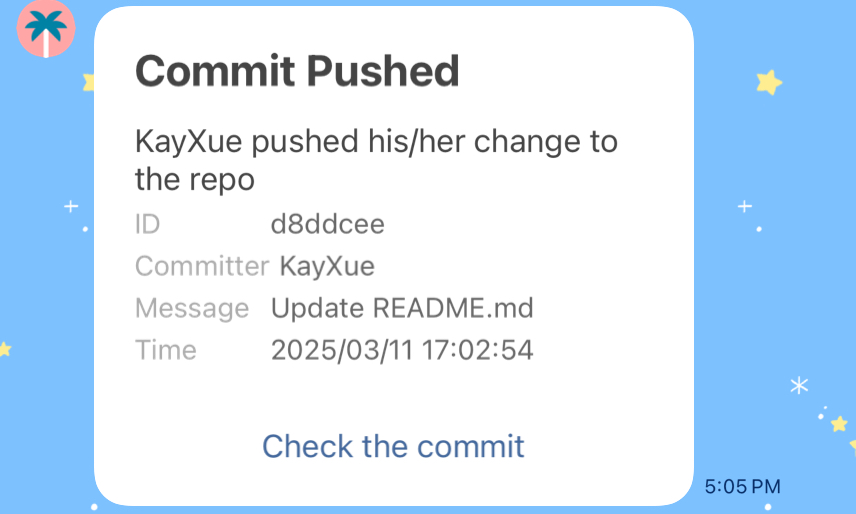 Commit Pushed
KayXue pushed his/her change to
the repo
ID d8ddcee
Committer KayXue
Message Update README.md
Time 2025/03/11 17:02:54
Check the commit
5:05 PM